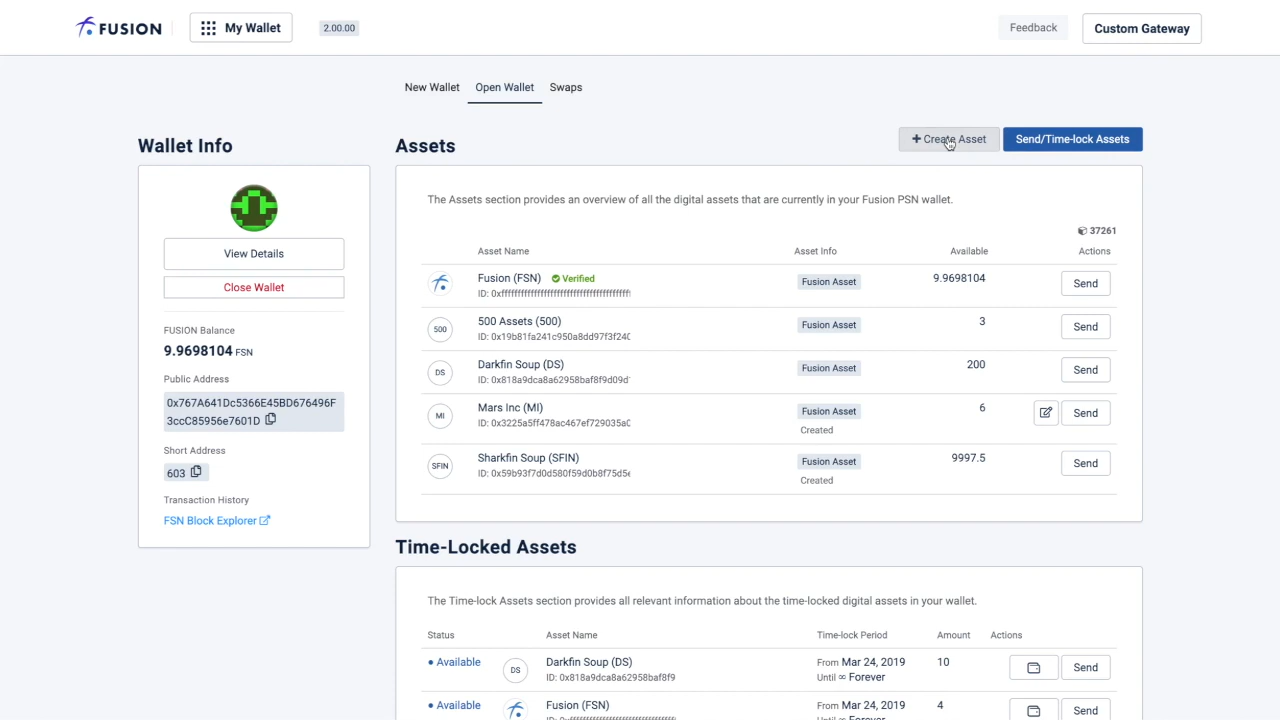 FUSION
My Wallet
2.00.00
Feedback
Custom Gateway
New Wallet
Open Wallet
Swaps
Wallet Info
View Details
Close Wallet
FUSION Balance
9.9698104 FSN
Public Address
0x767A641Dc5366E45BD676496F
3ccC85956e7601D
Short Address
603
Transaction History
FSN Block Explorer
Assets
+ Create Asset
Send/Time-lock Assets
The Assets section provides an overview of all the digital assets that are currently in your Fusion PSN wallet.
37261
Asset Name Asset Info Available Actions
Fusion (FSN) Verified Fusion Asset 9.9698104 Send
500
500 Assets (500) Fusion Asset 3 Send
ID: 0x19b81fa241c950a8dd97f3f24
DS
Darkfin Soup (DS) Fusion Asset 200 Send
ID: 0x818a9dca8a62958baf8f9d09d
MI
Mars Inc (MI) Fusion Asset 6 Send
ID: 0x3225a5ff478ac467ef729035a
Created
SFIN
Sharkfin Soup (SFIN) Fusion Asset 9997.5 Send
ID: 0x59b93f7d0d580f59d0b8f75d5
Created
Time-Locked Assets
The Time-lock Assets section provides all relevant information about the time-locked digital assets in your wallet.
Status Asset Name Time-lock Period Amount Actions
Available DS Darkfin Soup (DS) From Mar 24, 2019 10 Send
ID: 0x818a9dca8a62958baf8f9 Until ∞ Forever
Available Fusion (FSN) From Mar 24, 2019 4 Send